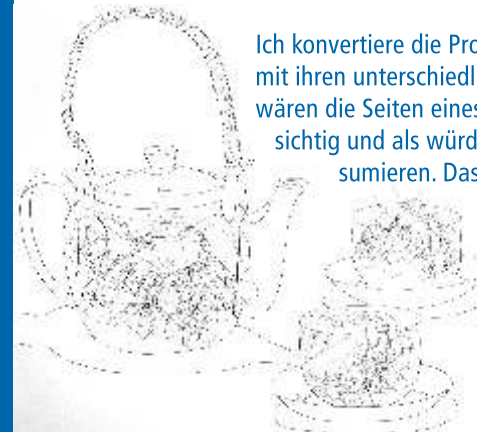 Ich konvertiere die Pro
mit ihren unterschiedl
wären die Seiten eines
sichtig und als würd
sumieren. Das